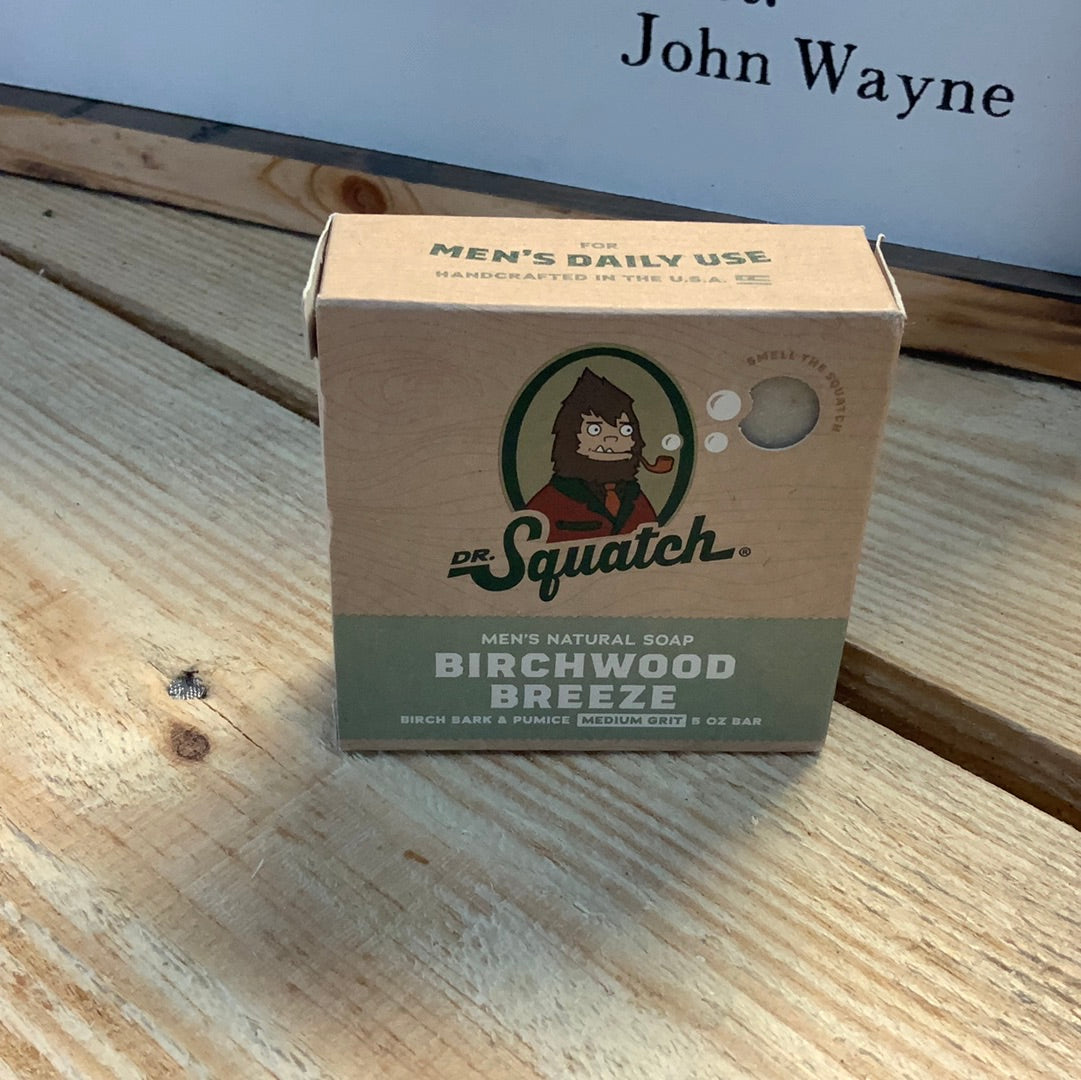 John Wayne
FOR
MEN'S DAILY USE
HANDCRAFTED IN THE U.S.A.
SMELL THE SQUATCH
DR. Squatch®
MEN'S NATURAL SOAP
BIRCHWOOD
BREEZE
BIRCH BARK & PUMICE MEDIUM GRIT 5 OZ BAR